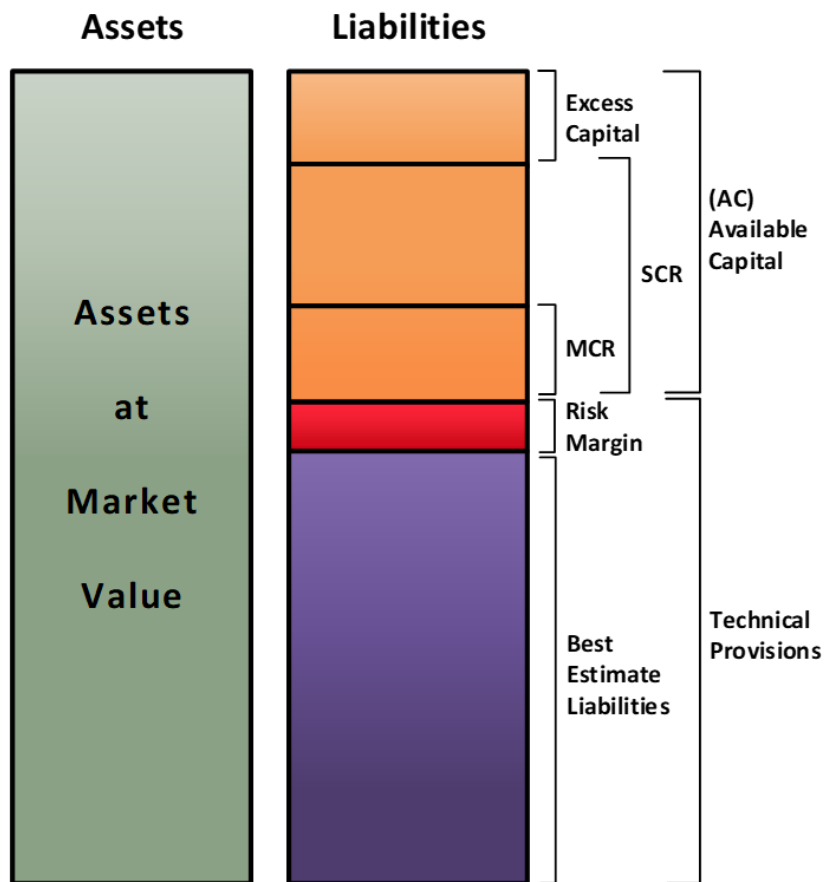 Assets
Liabilities
Assets
at
Market
Value
Excess
Capital
(AC)
Available
Capital
SCR
MCR
Risk
Margin
Best
Estimate
Liabilities
Technical
Provisions